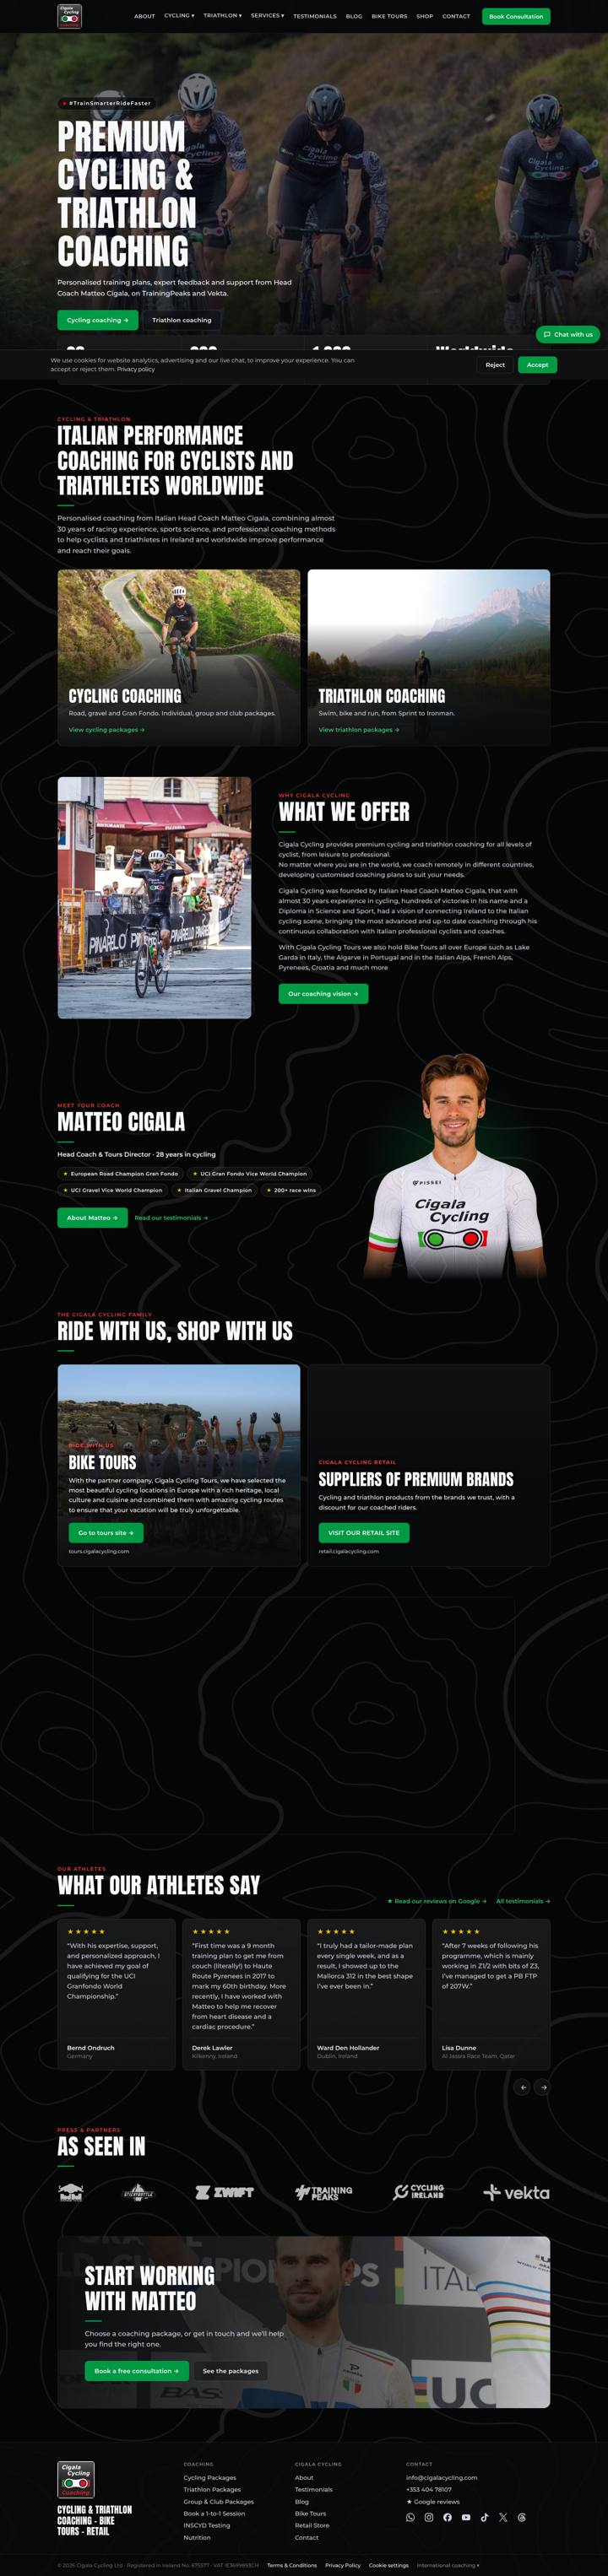 Cigala
Cycling
Coaching
ABOUT CYCLING ▾ TRIATHLON ▾ SERVICES ▾ TESTIMONIALS BLOG BIKE TOURS SHOP CONTACT Book Consultation
#TrainSmarterRideFaster
PREMIUM
CYCLING &
TRIATHLON
COACHING
Personalised training plans, expert feedback and support from Head
Coach Matteo Cigala, on TrainingPeaks and Vekta.
Cycling coaching → Triathlon coaching
Chat with us
Worldwide
We use cookies for website analytics, advertising and our live chat, to improve your experience. You can
accept or reject them. Privacy policy
Reject Accept
CYCLING & TRIATHLON
ITALIAN PERFORMANCE
COACHING FOR CYCLISTS AND
TRIATHLETES WORLDWIDE
Personalised coaching from Italian Head Coach Matteo Cigala, combining almost
30 years of racing experience, sports science, and professional coaching methods
to help cyclists and triathletes in Ireland and worldwide improve performance
and reach their goals.
CYCLING COACHING
Road, gravel and Gran Fondo. Individual, group and club packages.
View cycling packages →
TRIATHLON COACHING
Swim, bike and run, from Sprint to Ironman.
View triathlon packages →
PINARELLO
WHY CIGALA CYCLING
WHAT WE OFFER
Cigala Cycling provides premium cycling and triathlon coaching for all levels of
cyclist, from leisure to professional.
No matter where you are in the world, we coach remotely in different countries,
developing customised coaching plans to suit your needs.
Cigala Cycling was founded by Italian Head Coach Matteo Cigala, that with
almost 30 years experience in cycling, hundreds of victories in his name and a
Diploma in Science and Sport, had a vision of connecting Ireland to the Italian
cycling scene, bringing the most advanced and up-to date coaching through his
continuous collaboration with Italian professional cyclists and coaches.
With Cigala Cycling Tours we also hold Bike Tours all over Europe such as Lake
Garda in Italy, the Algarve in Portugal and in the Italian Alps, French Alps,
Pyrenees, Croatia and much more
Our coaching vision →
MEET YOUR COACH
MATTEO CIGALA
Head Coach & Tours Director · 28 years in cycling
★ European Road Champion Gran Fondo ★ UCI Gran Fondo Vice World Champion
★ UCI Gravel Vice World Champion ★ Italian Gravel Champion ★ 200+ race wins
About Matteo → Read our testimonials →
PISSEI
Cigala
Cycling
THE CIGALA CYCLING FAMILY
RIDE WITH US, SHOP WITH US
RIDE WITH US
BIKE TOURS
With the partner company, Cigala Cycling Tours, we have selected the
most beautiful cycling locations in Europe with a rich heritage, local
culture and cuisine and combined them with amazing cycling routes
to ensure that your vacation will be truly unforgettable.
Go to tours site →
tours.cigalacycling.com
CIGALA CYCLING RETAIL
SUPPLIERS OF PREMIUM BRANDS
Cycling and triathlon products from the brands we trust, with a
discount for our coached riders.
VISIT OUR RETAIL SITE
retail.cigalacycling.com
OUR ATHLETES
WHAT OUR ATHLETES SAY
★ Read our reviews on Google → All testimonials →
★★★★★
“With his expertise, support,
and personalized approach, I
have achieved my goal of
qualifying for the UCI
Granfondo World
Championship.”
Bernd Ondruch
Germany
★★★★★
“First time was a 9 month
training plan to get me from
couch (literally!) to Haute
Route Pyrenees in 2017 to
mark my 60th birthday. More
recently, I have worked with
Matteo to help me recover
from heart disease and a
cardiac procedure.”
Derek Lawler
Kilkenny, Ireland
★★★★★
“I truly had a tailor-made plan
every single week, and as a
result, I showed up to the
Mallorca 312 in the best shape
I’ve ever been in.”
Ward Den Hollander
Dublin, Ireland
★★★★★
“After 7 weeks of following his
programme, which is mainly
working in Z1/2 with bits of Z3,
I’ve managed to get a PB FTP
of 207W.”
Lisa Dunne
Al Jassra Race Team, Qatar
← →
PRESS & PARTNERS
AS SEEN IN
Red Bull
STICKYBOTTLE
ZWIFT
TRAINING
PEAKS
CYCLING
IRELAND
vekta
START WORKING
WITH MATTEO
Choose a coaching package, or get in touch and we'll help
you find the right one.
Book a free consultation → See the packages
ITAL
UC
Cigala
Cycling
Coaching
CYCLING & TRIATHLON
COACHING - BIKE
TOURS - RETAIL
COACHING
Cycling Packages
Triathlon Packages
Group & Club Packages
Book a 1-to-1 Session
INSCYD Testing
Nutrition
CIGALA CYCLING
About
Testimonials
Blog
Bike Tours
Retail Store
Contact
CONTACT
info@cigalacycling.com
+353 404 78107
★ Google reviews
Terms & Conditions Privacy Policy Cookie settings International coaching ▾